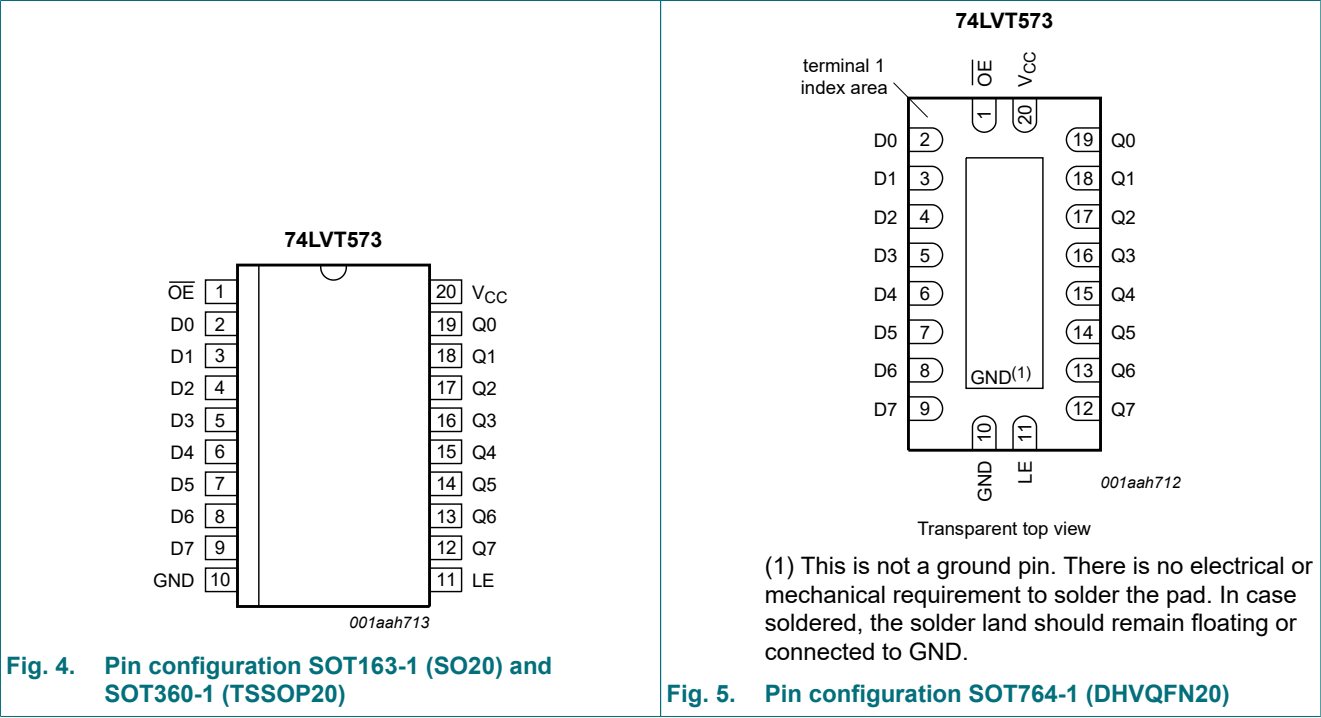 74LVT573
OE 1 20 VCC
D0 2 19 Q0
D1 3 18 Q1
D2 4 17 Q2
D3 5 16 Q3
D4 6 15 Q4
D5 7 14 Q5
D6 8 13 Q6
D7 9 12 Q7
GND 10 11 LE
001aah713
Fig. 4. Pin configuration SOT163-1 (SO20) and
SOT360-1 (TSSOP20)
74LVT573
terminal 1
index area
OE VCC
1 20
D0 2 19 Q0
D1 3 18 Q1
D2 4 17 Q2
D3 5 16 Q3
D4 6 15 Q4
D5 7 14 Q5
D6 8 13 Q6
GND(1)
D7 9 12 Q7
10 11
GND LE
001aah712
Transparent top view
(1) This is not a ground pin. There is no electrical or
mechanical requirement to solder the pad. In case
soldered, the solder land should remain floating or
connected to GND.
Fig. 5. Pin configuration SOT764-1 (DHVQFN20)